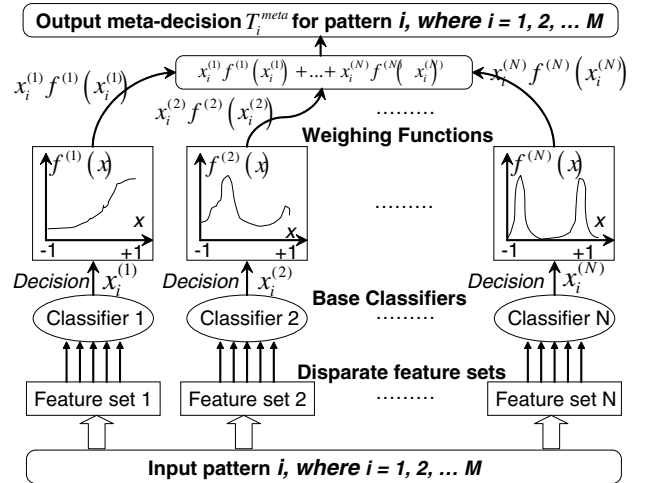 Output meta-decision T_i^{meta} for pattern i, where i = 1, 2, ... M
x_i^{(1)} f^{(1)} (x_i^{(1)}) + ... + x_i^{(N)} f^{(N)} ( x_i^{(N)})
x_i^{(1)} f^{(1)} (x_i^{(1)})
x_i^{(2)} f^{(2)} (x_i^{(2)})
x_i^{(N)} f^{(N)} (x_i^{(N)})
.........
Weighing Functions
f^{(1)} (x)
x
-1 +1
f^{(2)} (x)
x
-1 +1
.........
f^{(N)} (x)
x
-1 +1
Decision x_i^{(1)}
Decision x_i^{(2)}
Decision x_i^{(N)}
Base Classifiers
Classifier 1
Classifier 2
.........
Classifier N
Disparate feature sets
Feature set 1
Feature set 2
.........
Feature set N
Input pattern i, where i = 1, 2, ... M